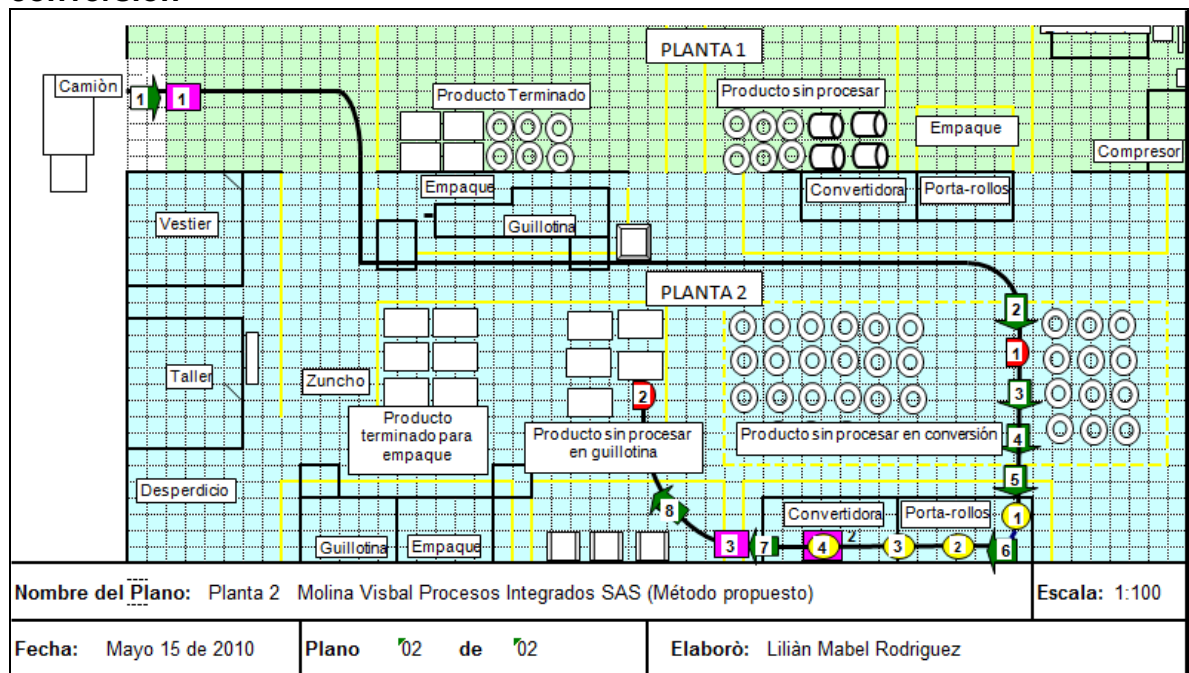 conversión
PLANTA 1
Camiòn
1
1
Producto Terminado
Producto sin procesar
Empaque
Compresor
Empaque
Convertidora
Porta-rollos
Vestier
Guillotina
PLANTA 2
2
1
Taller
Zuncho
2
3
Producto
terminado para
empaque
Producto sin procesar
en guillotina
Producto sin procesar en conversión
4
5
Desperdicio
8
Convertidora
Porta-rollos
1
Guillotina
Empaque
3
7
4
2
3
2
6
Nombre del Plano: Planta 2 Molina Visbal Procesos Integrados SAS (Método propuesto)
Escala: 1:100
Fecha: Mayo 15 de 2010
Plano 02 de 02
Elaborò: Liliàn Mabel Rodriguez